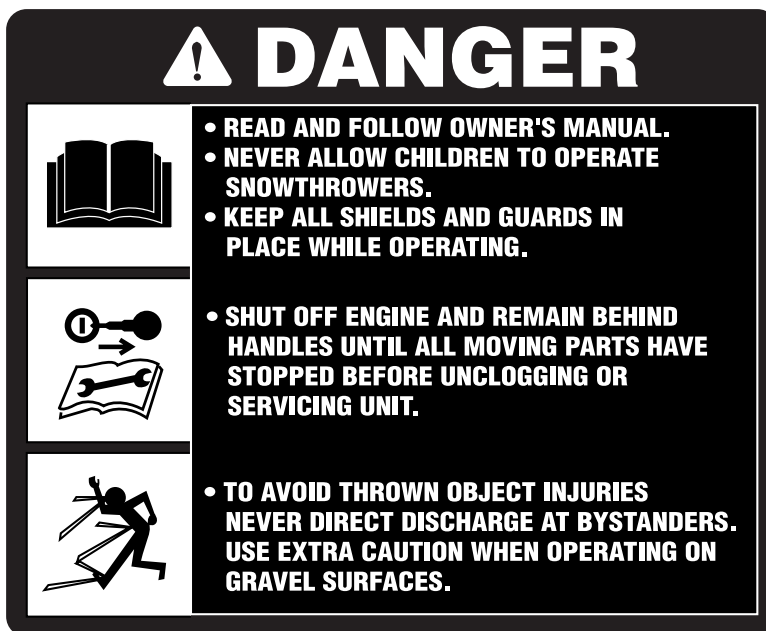 DANGER
• READ AND FOLLOW OWNER'S MANUAL.
• NEVER ALLOW CHILDREN TO OPERATE
SNOWTHROWERS.
• KEEP ALL SHIELDS AND GUARDS IN
PLACE WHILE OPERATING.
• SHUT OFF ENGINE AND REMAIN BEHIND
HANDLES UNTIL ALL MOVING PARTS HAVE
STOPPED BEFORE UNCLOGGING OR
SERVICING UNIT.
• TO AVOID THROWN OBJECT INJURIES
NEVER DIRECT DISCHARGE AT BYSTANDERS.
USE EXTRA CAUTION WHEN OPERATING ON
GRAVEL SURFACES.